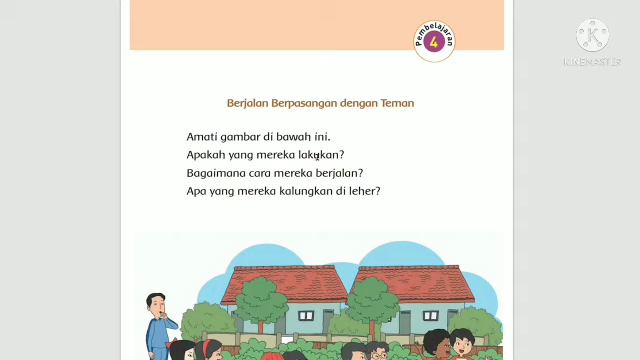 Pembelajaran
4
KINEMASTER
Berjalan Berpasangan dengan Teman
Amati gambar di bawah ini.
Apakah yang mereka lakukan?
Bagaimana cara mereka berjalan?
Apa yang mereka kalungkan di leher?